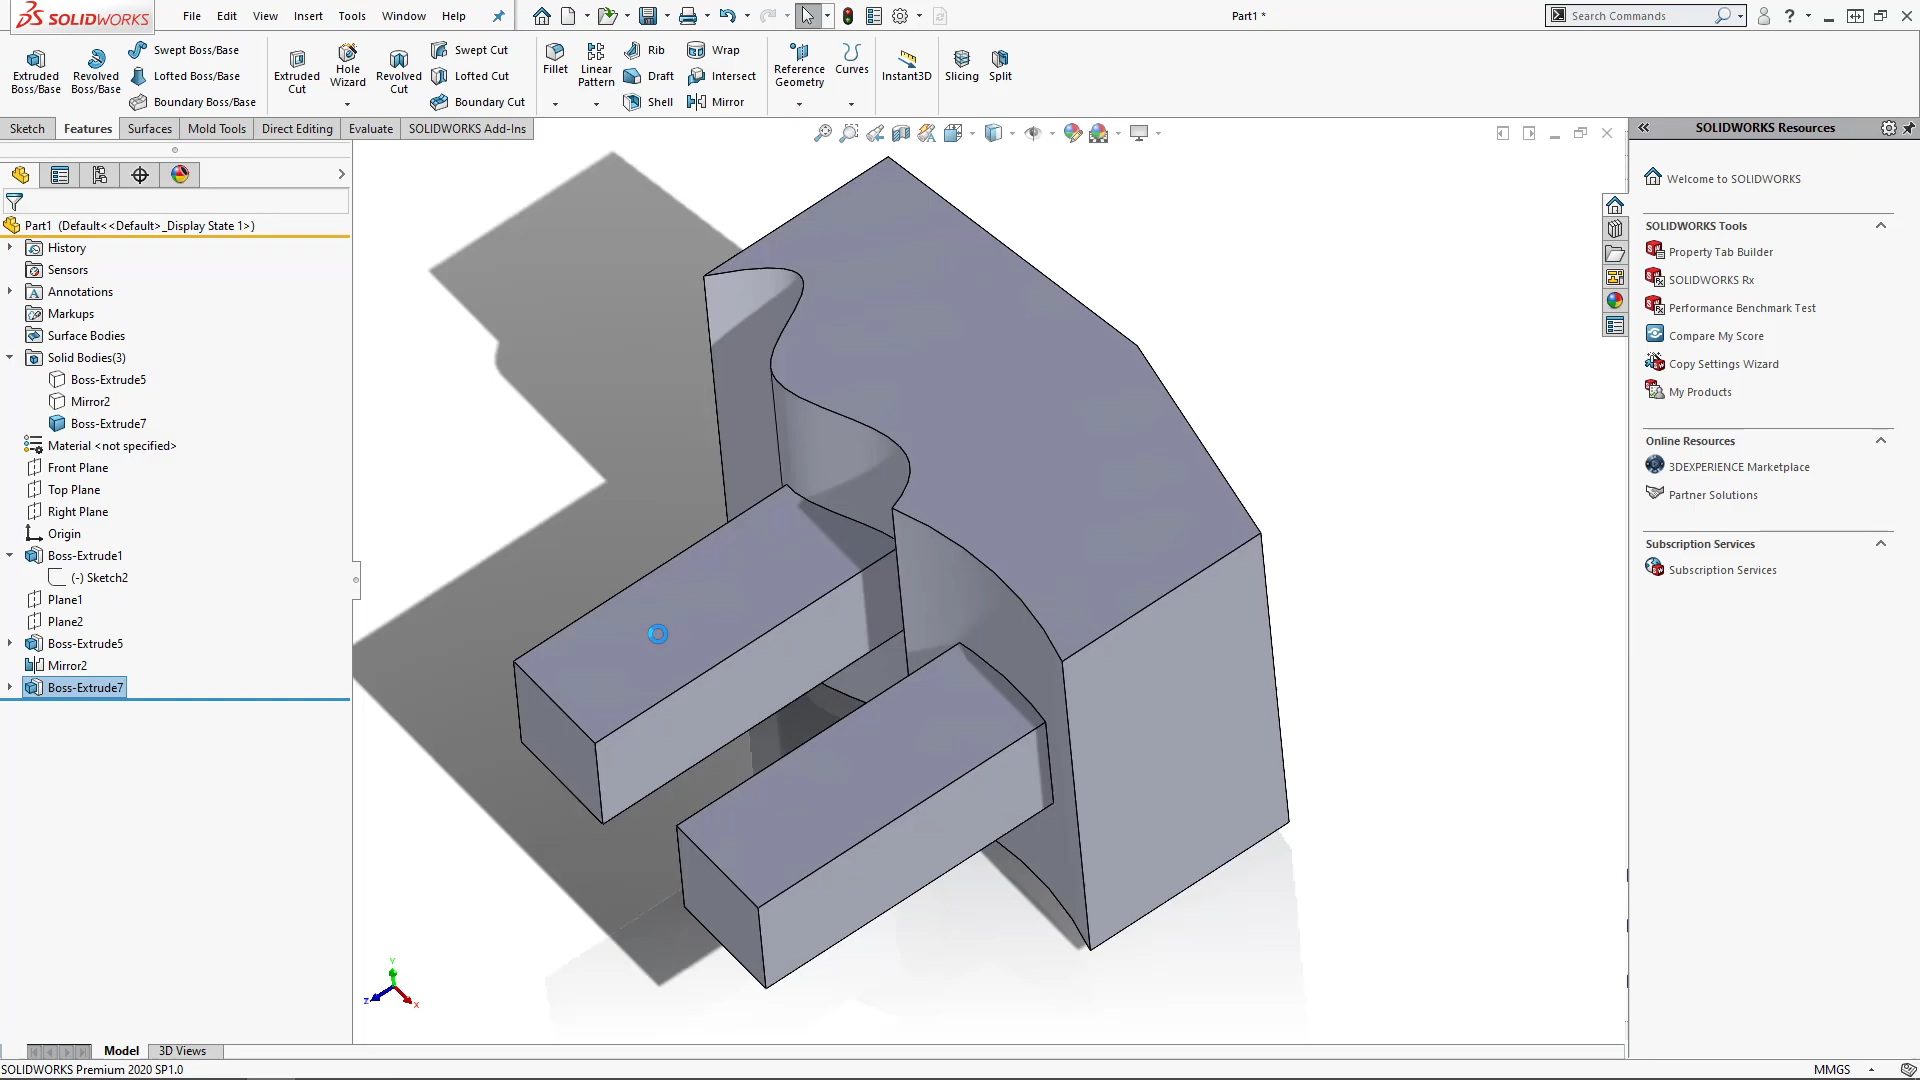 SOLIDWORKS
File Edit View Insert Tools Window Help
Part1 *
Search Commands
Extruded Boss/Base
Revolved Boss/Base
Swept Boss/Base
Lofted Boss/Base
Boundary Boss/Base
Extruded Cut
Hole Wizard
Revolved Cut
Swept Cut
Lofted Cut
Boundary Cut
Fillet
Linear Pattern
Rib
Draft
Shell
Wrap
Intersect
Mirror
Reference Geometry
Curves
Instant3D
Slicing
Split
Sketch Features Surfaces Mold Tools Direct Editing Evaluate SOLIDWORKS Add-Ins
Part1 (Default<<Default>_Display State 1>)
History
Sensors
Annotations
Markups
Surface Bodies
Solid Bodies(3)
Boss-Extrude5
Mirror2
Boss-Extrude7
Material <not specified>
Front Plane
Top Plane
Right Plane
Origin
Boss-Extrude1
(-) Sketch2
Plane1
Plane2
Boss-Extrude5
Mirror2
Boss-Extrude7
Y
Z
X
SOLIDWORKS Resources
Welcome to SOLIDWORKS
SOLIDWORKS Tools
Property Tab Builder
SOLIDWORKS Rx
Performance Benchmark Test
Compare My Score
Copy Settings Wizard
My Products
Online Resources
3DEXPERIENCE Marketplace
Partner Solutions
Subscription Services
Subscription Services
Model 3D Views
SOLIDWORKS Premium 2020 SP1.0
MMGS